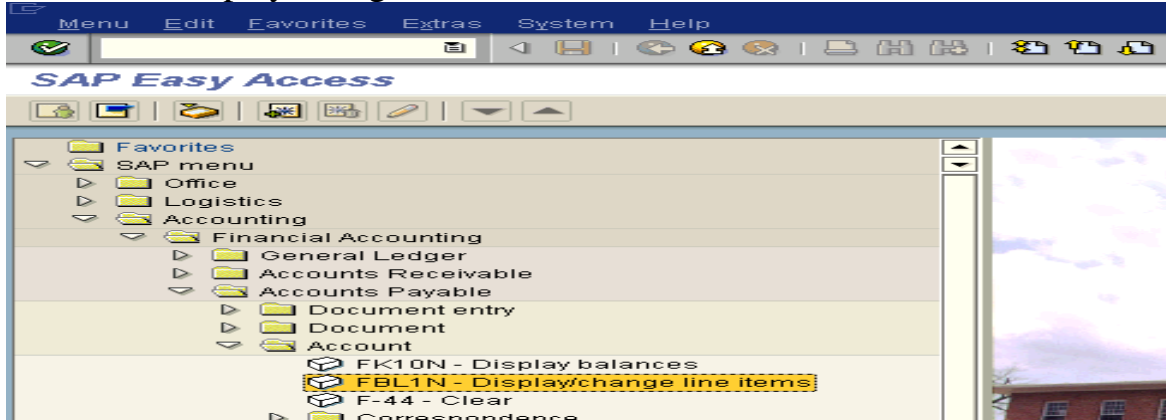 Menu Edit Favorites Extras System Help
SAP Easy Access
Favorites
SAP menu
Office
Logistics
Accounting
Financial Accounting
General Ledger
Accounts Receivable
Accounts Payable
Document entry
Document
Account
FK10N - Display balances
FBL1N - Display/change line items
F-44 - Clear
Correspondence